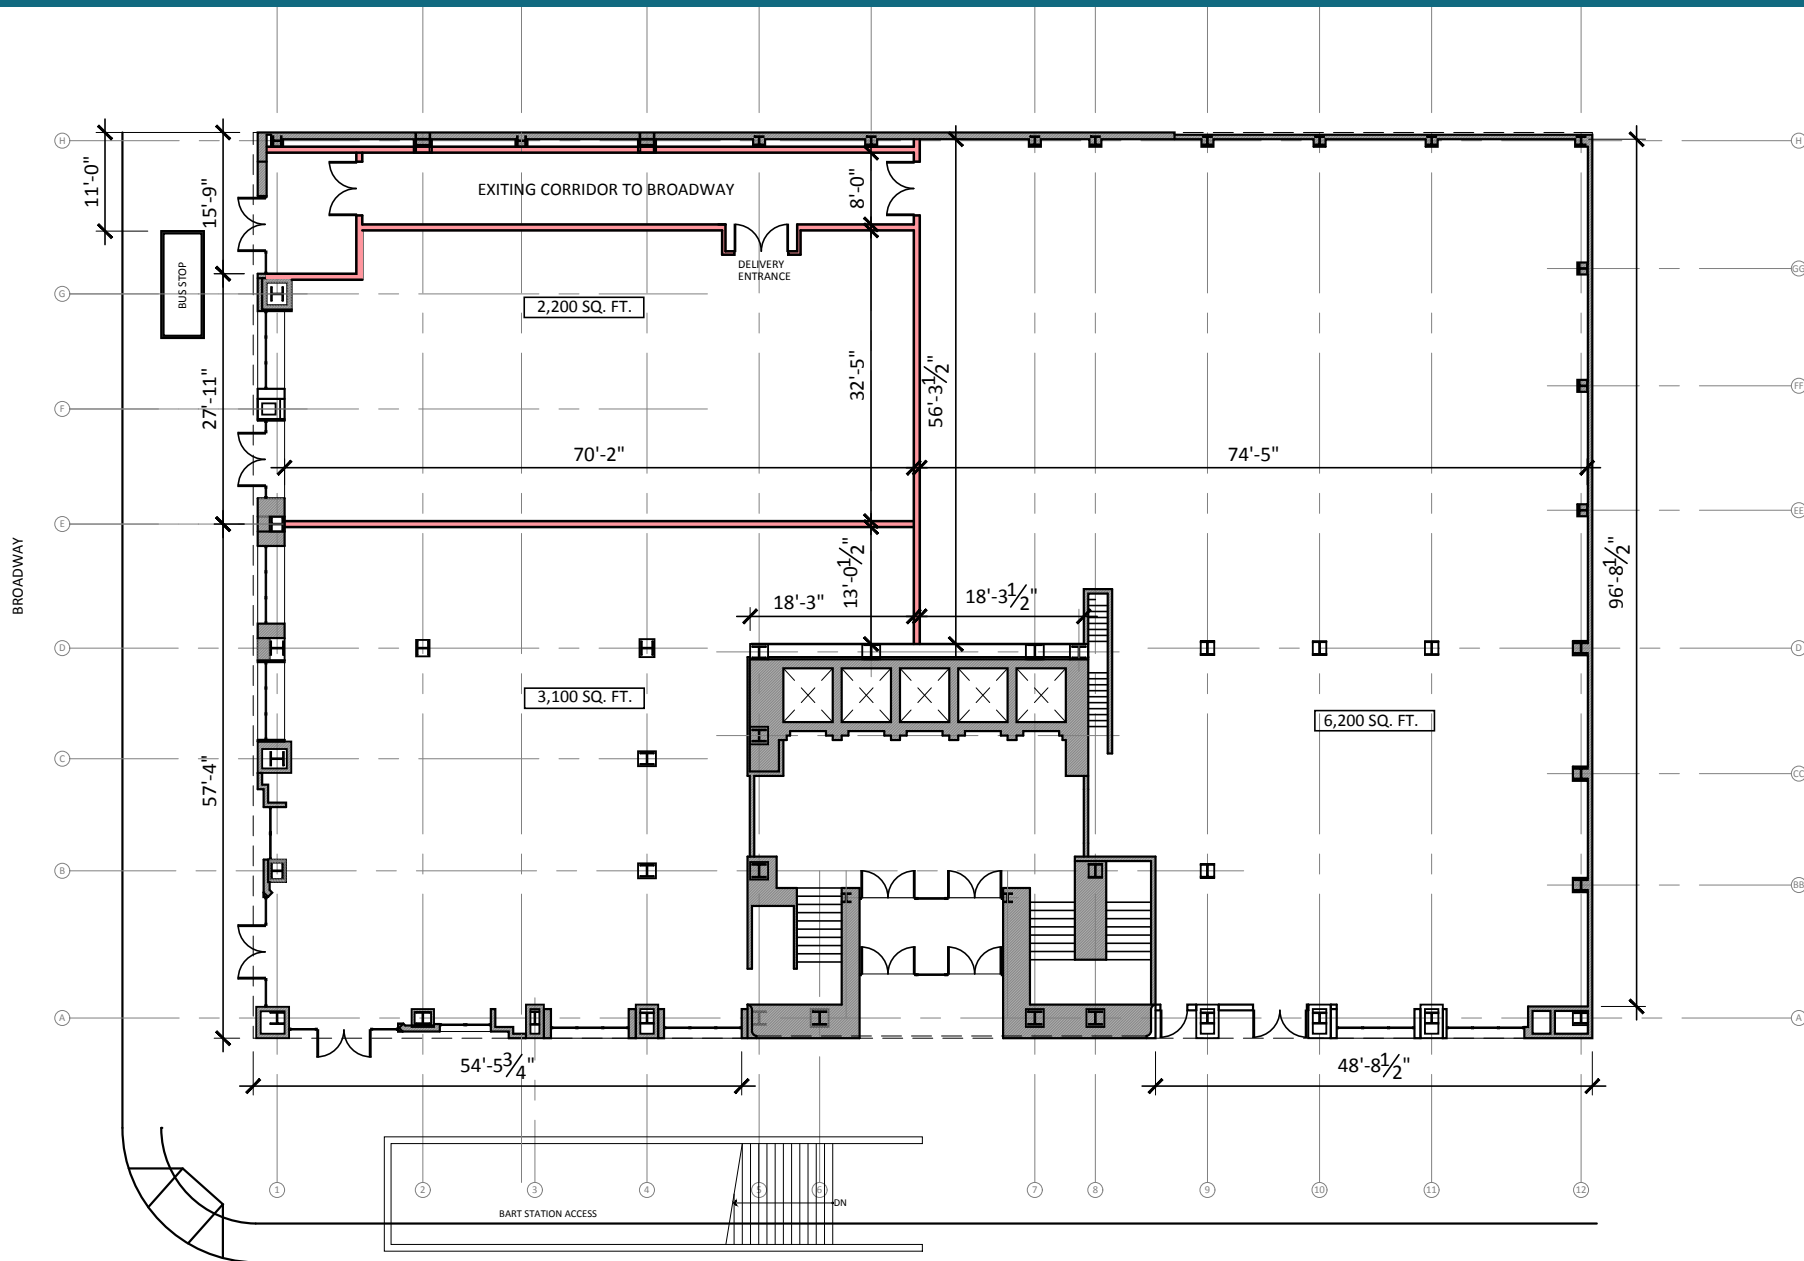 H
H
11'-0"
15'-9"
EXITING CORRIDOR TO BROADWAY
8'-0"
DELIVERY
ENTRANCE
BUS STOP
GG
G
2,200 SQ. FT.
27'-11"
32'-5"
56'-3½"
FF
F
70'-2"
74'-5"
EE
E
BROADWAY
13'-0½"
96'-8½"
18'-3"
18'-3½"
D
D
3,100 SQ. FT.
6,200 SQ. FT.
C
CC
57'-4"
B
BB
A
A
54'-5¾"
48'-8½"
1
2
3
4
5
6
7
8
9
10
11
12
DN
BART STATION ACCESS